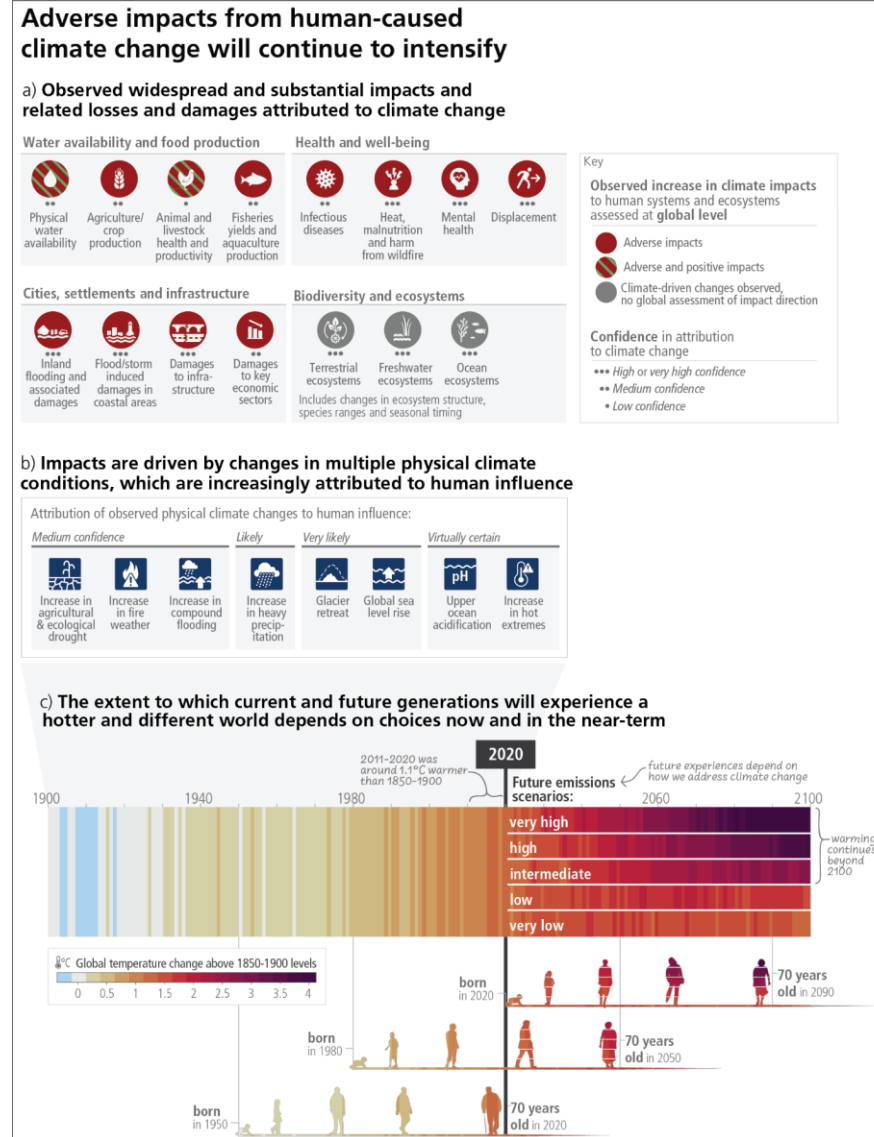 Adverse impacts from human-caused
climate change will continue to intensify
a) Observed widespread and substantial impacts and
related losses and damages attributed to climate change
Water availability and food production
Physical
water
availability
Agriculture/
crop
production
Animal and
livestock
health and
productivity
Fisheries
yields and
aquaculture
production
Health and well-being
Infectious
diseases
Heat,
malnutrition
and harm
from wildfire
Mental
health
Displacement
Cities, settlements and infrastructure
Inland
flooding and
associated
damages
Flood/storm
induced
damages in
coastal areas
Damages
to infra-
structure
Damages
to key
economic
sectors
Biodiversity and ecosystems
Terrestrial
ecosystems
Freshwater
ecosystems
Ocean
ecosystems
Includes changes in ecosystem structure,
species ranges and seasonal timing
Key
Observed increase in climate impacts
to human systems and ecosystems
assessed at global level
Adverse impacts
Adverse and positive impacts
Climate-driven changes observed,
no global assessment of impact direction
Confidence in attribution
to climate change
••• High or very high confidence
•• Medium confidence
• Low confidence
b) Impacts are driven by changes in multiple physical climate
conditions, which are increasingly attributed to human influence
Attribution of observed physical climate changes to human influence:
Medium confidence
Increase in
agricultural
& ecological
drought
Increase
in fire
weather
Increase in
compound
flooding
Likely
Increase
in heavy
precip-
itation
Very likely
Glacier
retreat
Global sea
level rise
Virtually certain
pH
Upper
ocean
acidification
Increase
in hot
extremes
c) The extent to which current and future generations will experience a
hotter and different world depends on choices now and in the near-term
2011-2020 was
around 1.1°C warmer
than 1850-1900
2020
future experiences depend on
how we address climate change
Future emissions
scenarios:
1900 1940 1980 2060 2100
very high
high
intermediate
low
very low
warming
continues
beyond
2100
°C Global temperature change above 1850-1900 levels
0 0.5 1 1.5 2 2.5 3 3.5 4
born
in 2020
70 years
old in 2090
born
in 1980
70 years
old in 2050
born
in 1950
70 years
old in 2020